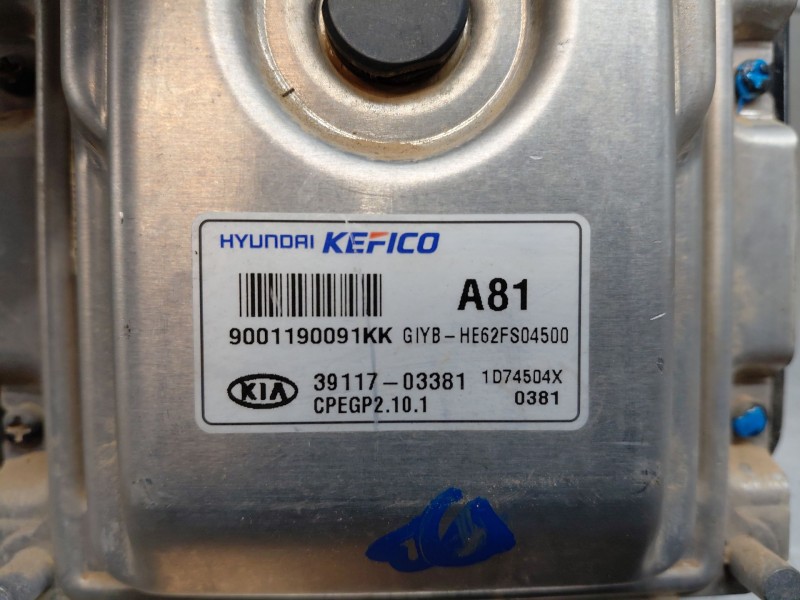 HYUNDAI KEFICO
A81
9001190091KK GIYB-HE62FS04500
KIA 39117-03381 1D74504X
CPEGP2.10.1 0381